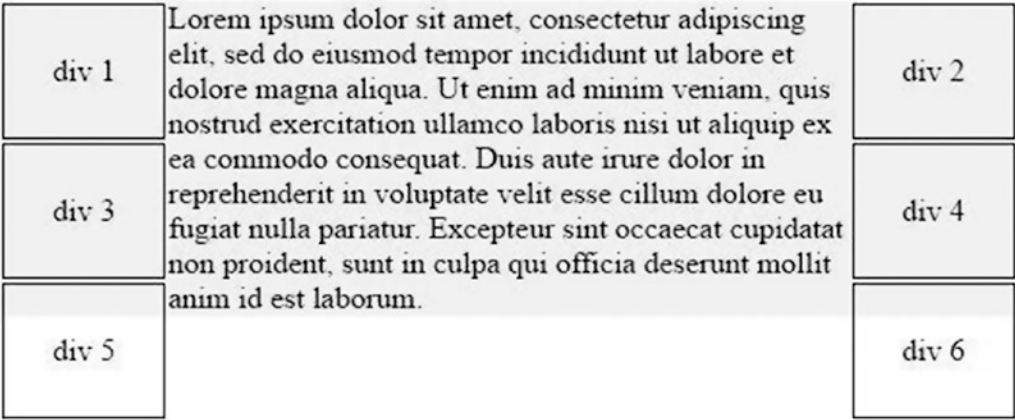 div 1
Lorem ipsum dolor sit amet, consectetur adipiscing
elit, sed do eiusmod tempor incididunt ut labore et
dolore magna aliqua. Ut enim ad minim veniam, quis
nostrud exercitation ullamco laboris nisi ut aliquip ex
ea commodo consequat. Duis aute irure dolor in
reprehenderit in voluptate velit esse cillum dolore eu
fugiat nulla pariatur. Excepteur sint occaecat cupidatat
non proident, sunt in culpa qui officia deserunt mollit
anim id est laborum.
div 2
div 3
div 4
div 5
div 6